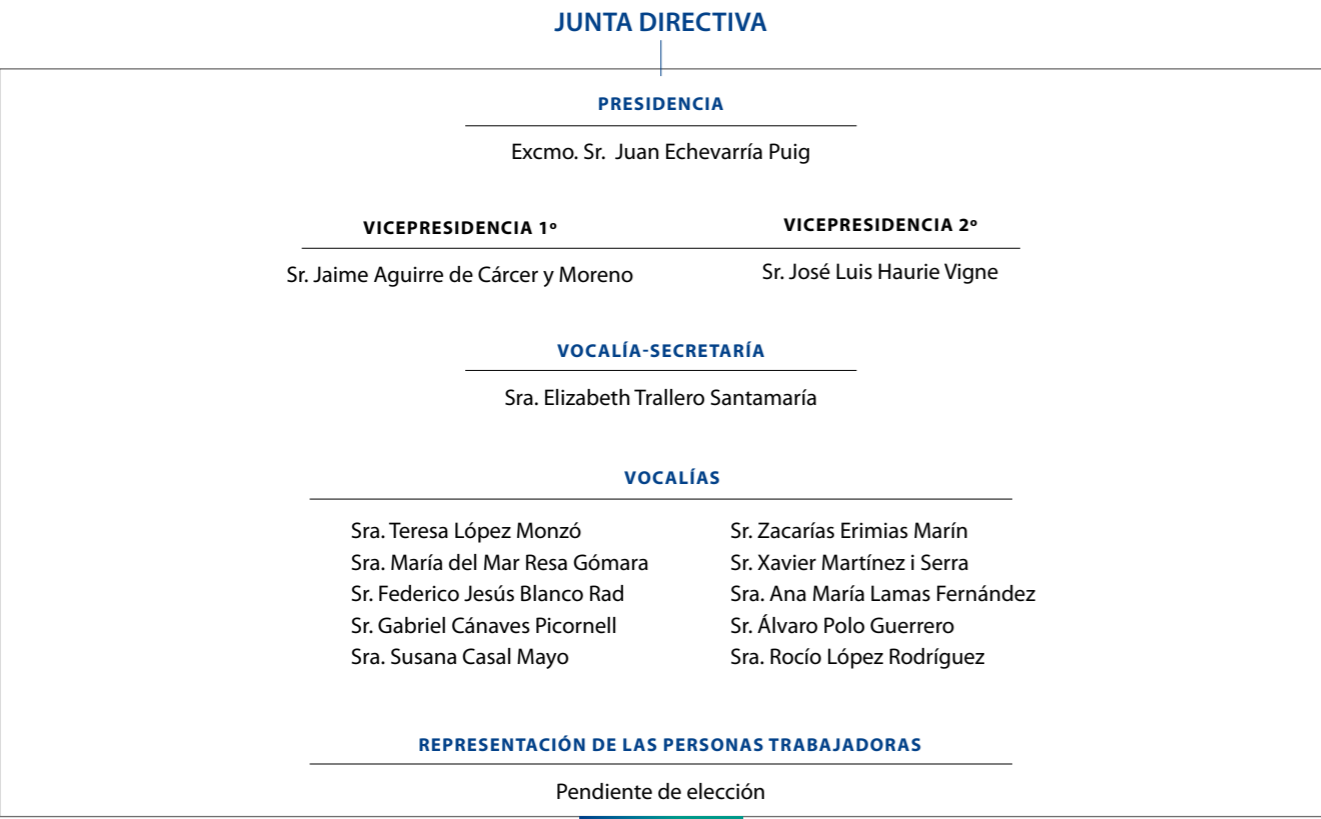 JUNTA DIRECTIVA
PRESIDENCIA
Excmo. Sr. Juan Echevarría Puig
VICEPRESIDENCIA 1º
Sr. Jaime Aguirre de Cárcer y Moreno
VICEPRESIDENCIA 2º
Sr. José Luis Haurie Vigne
VOCALÍA-SECRETARÍA
Sra. Elizabeth Trallero Santamaría
VOCALÍAS
Sra. Teresa López Monzó
Sra. María del Mar Resa Gómara
Sr. Federico Jesús Blanco Rad
Sr. Gabriel Cánaves Picornell
Sra. Susana Casal Mayo
Sr. Zacarías Erimias Marín
Sr. Xavier Martínez i Serra
Sra. Ana María Lamas Fernández
Sr. Álvaro Polo Guerrero
Sra. Rocío López Rodríguez
REPRESENTACIÓN DE LAS PERSONAS TRABAJADORAS
Pendiente de elección